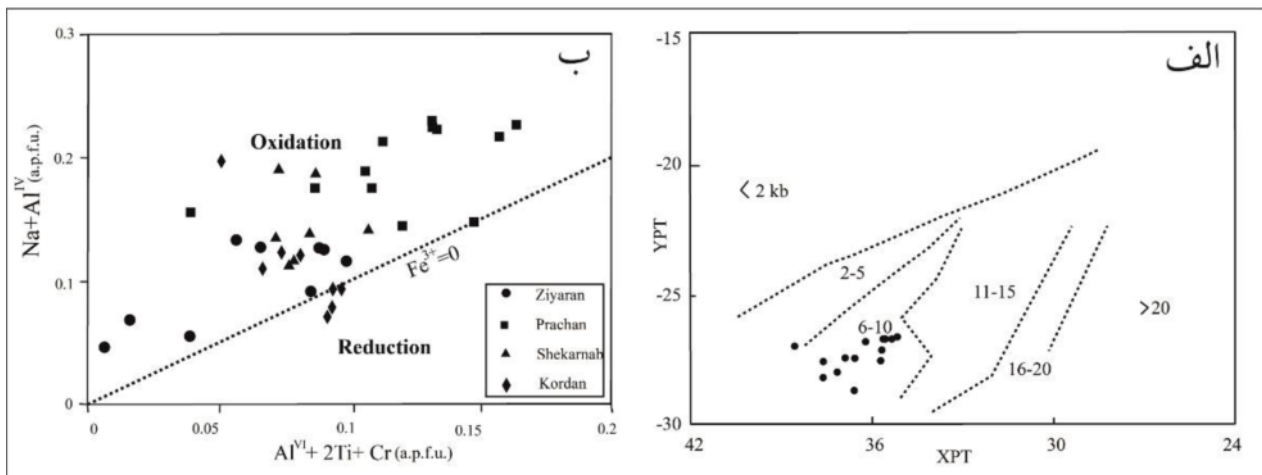 ب
0.3
0.2
0.1
0
Na+Al^IV (a.p.f.u.)
Oxidation
Fe³⁺=0
Reduction
Ziyaran
Prachan
Shekarnab
Kordan
0 0.05 0.1 0.15 0.2
Al^VI+ 2Ti+ Cr (a.p.f.u.)
الف
-15
-20
-25
-30
YPT
<2 kb
2-5
6-10
11-15
16-20
>20
42 36 30 24
XPT